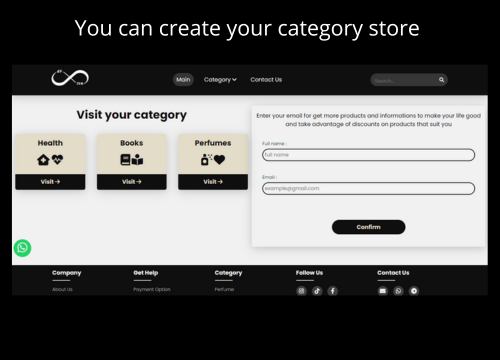 You can create your category store
Main
Category
Contact Us
Search...
Visit your category
Health
Visit
Books
Visit
Perfumes
Visit
Enter your email for get more products and informations to make your life good
and take advantage of discounts on products that suit you
Full name :
full name
Email :
example@gmail.com
Confirm
Company
About Us
Get Help
Payment Option
Category
Perfume
Follow Us
Contact Us